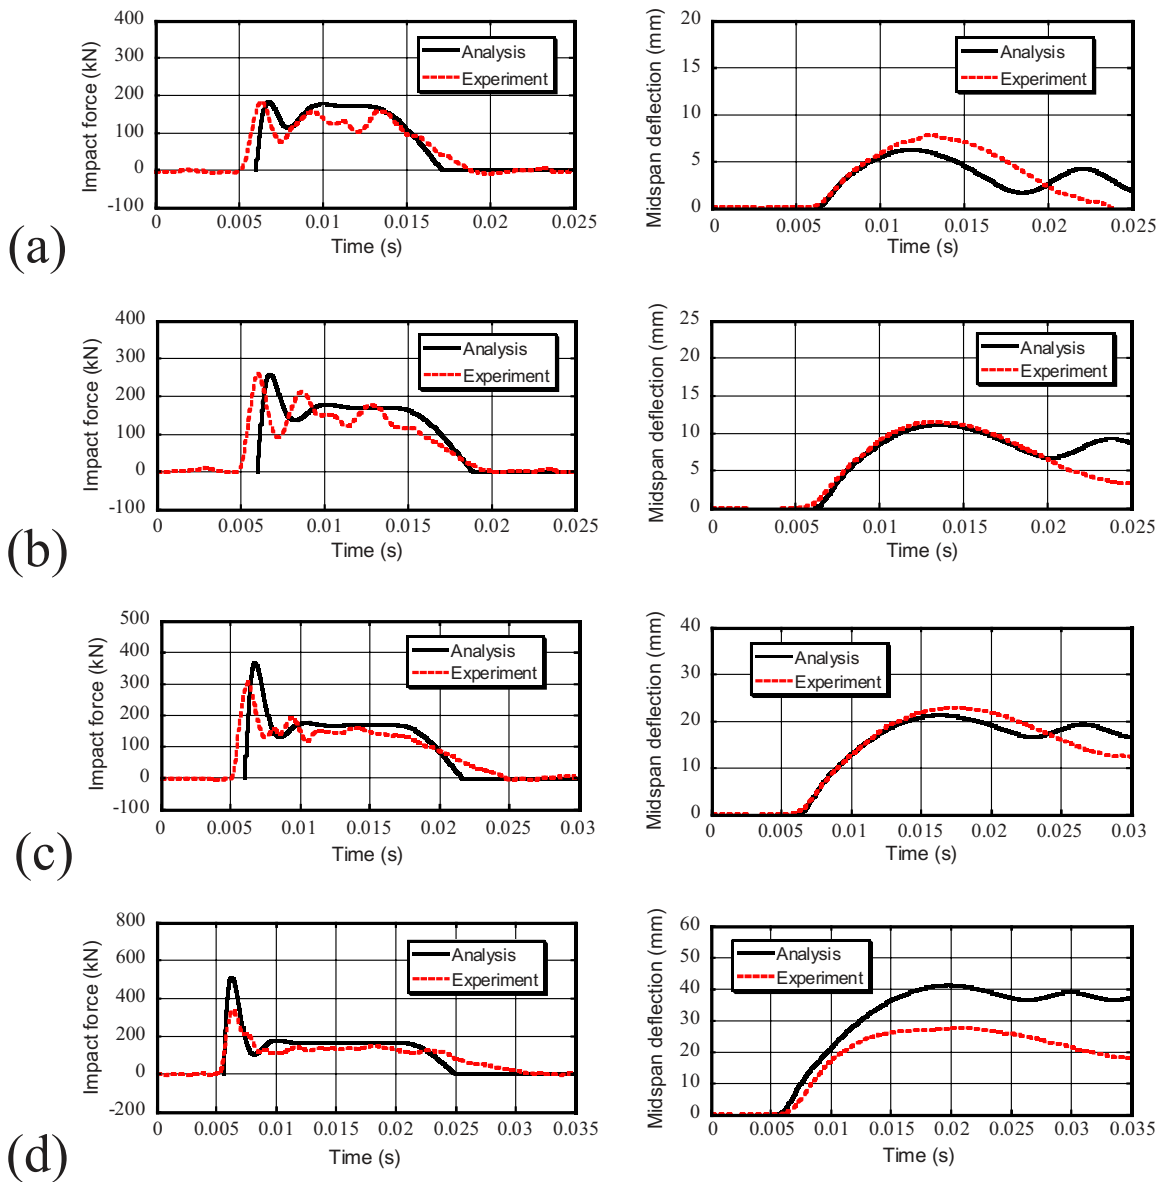 400
300
200
100
0
-100
Impact force (kN)
Analysis
Experiment
0 0.005 0.01 0.015 0.02 0.025
Time (s)
20
15
10
5
0
Midspan deflection (mm)
Analysis
Experiment
0 0.005 0.01 0.015 0.02 0.025
Time (s)
(a)
400
300
200
100
0
-100
Impact force (kN)
Analysis
Experiment
0 0.005 0.01 0.015 0.02 0.025
Time (s)
25
20
15
10
5
0
Midspan deflection (mm)
Analysis
Experiment
0 0.005 0.01 0.015 0.02 0.025
Time (s)
(b)
500
400
300
200
100
0
-100
Impact force (kN)
Analysis
Experiment
0 0.005 0.01 0.015 0.02 0.025 0.03
Time (s)
40
30
20
10
0
Midspan deflection (mm)
Analysis
Experiment
0 0.005 0.01 0.015 0.02 0.025 0.03
Time (s)
(c)
800
600
400
200
0
-200
Impact force (kN)
Analysis
Experiment
0 0.005 0.01 0.015 0.02 0.025 0.03 0.035
Time (s)
60
50
40
30
20
10
0
Midspan deflection (mm)
Analysis
Experiment
0 0.005 0.01 0.015 0.02 0.025 0.03 0.035
Time (s)
(d)